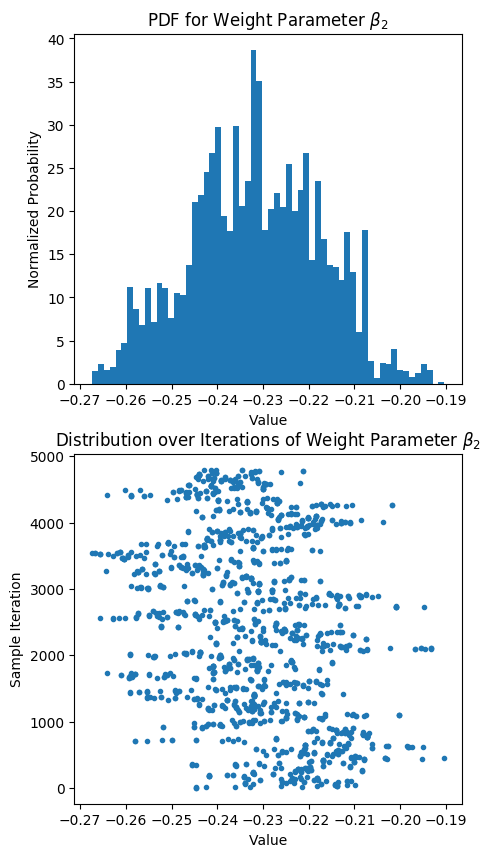 PDF for Weight Parameter β₂
40
35
30
25
20
15
10
5
0
Normalized Probability
−0.27 −0.26 −0.25 −0.24 −0.23 −0.22 −0.21 −0.20 −0.19
Value
Distribution over Iterations of Weight Parameter β₂
5000
4000
3000
2000
1000
0
Sample Iteration
−0.27 −0.26 −0.25 −0.24 −0.23 −0.22 −0.21 −0.20 −0.19
Value